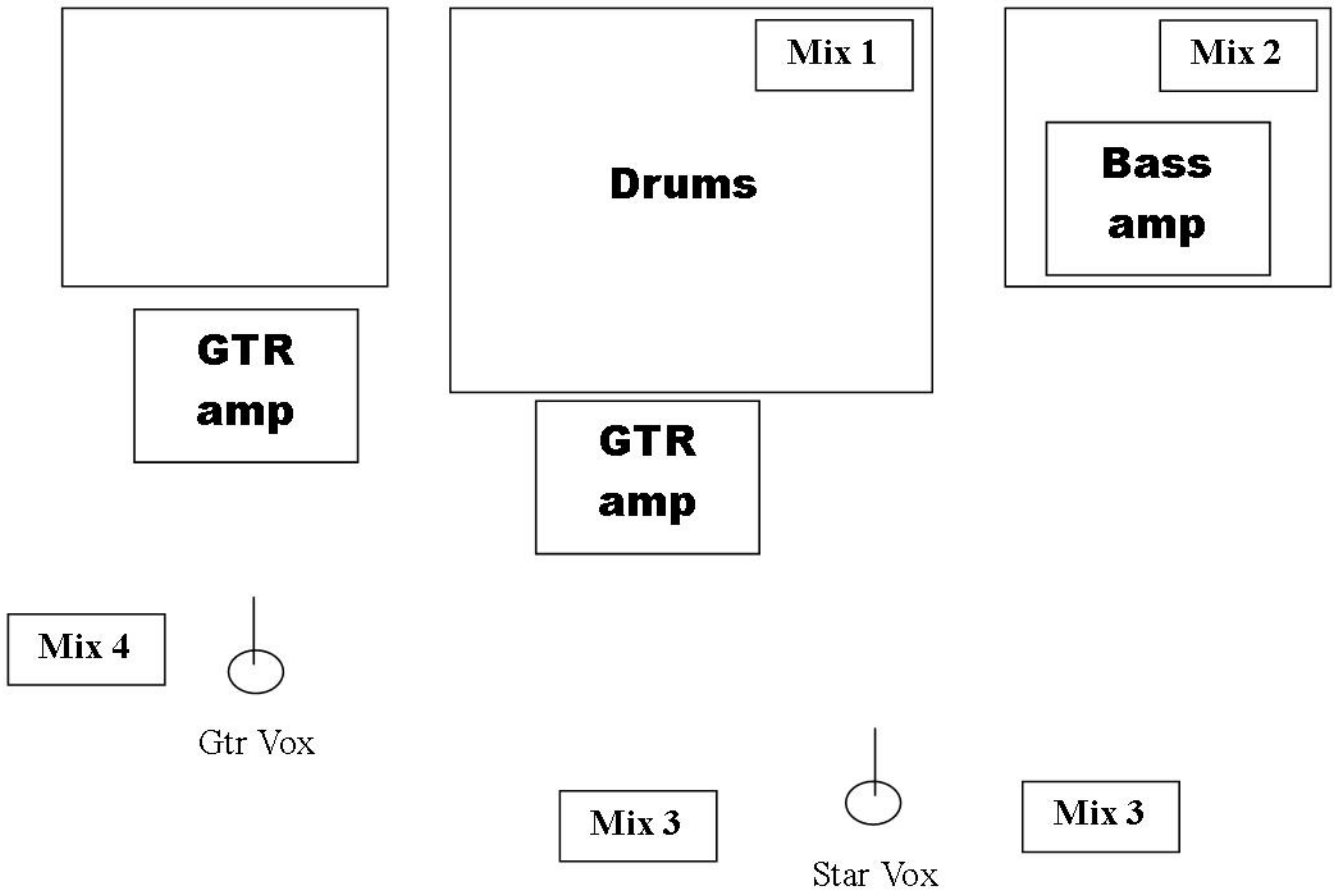 Mix 1
Mix 2
Drums
Bass
amp
GTR
amp
GTR
amp
Mix 4
Gtr Vox
Mix 3
Mix 3
Star Vox